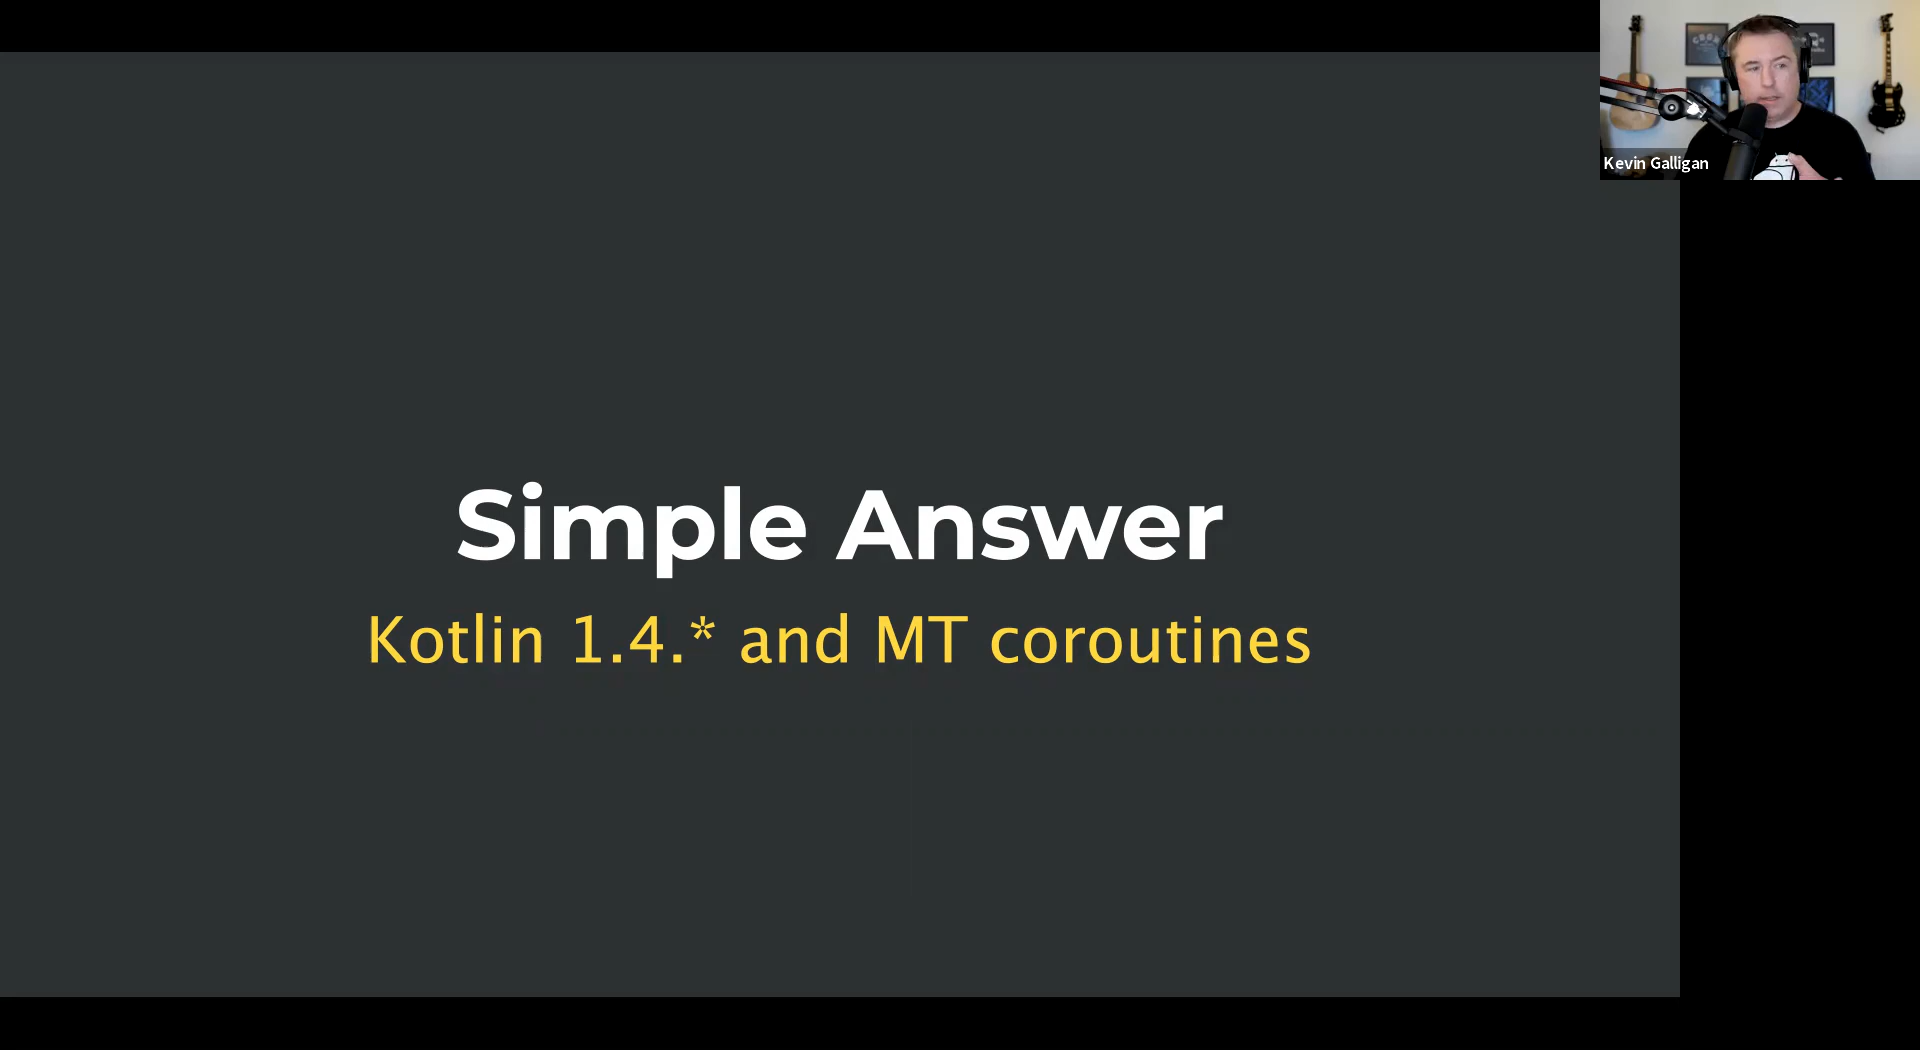 Kevin Galligan
Simple Answer
Kotlin 1.4.* and MT coroutines